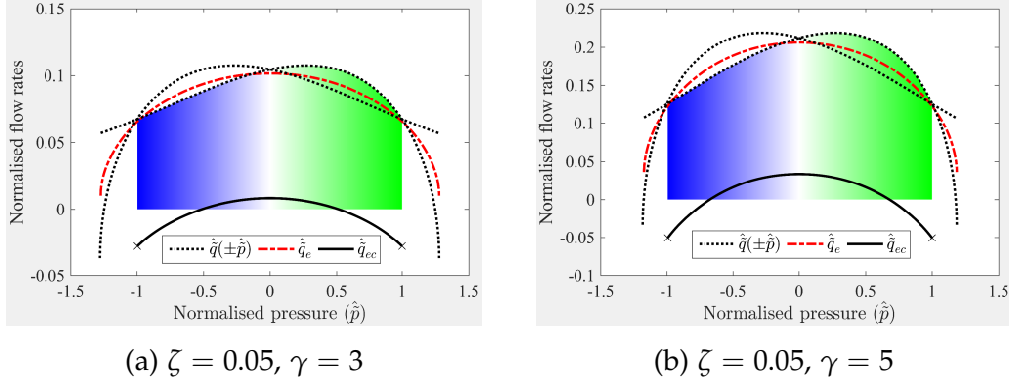 0.15
0.1
0.05
0
-0.05
Normalised flow rates
-1.5 -1 -0.5 0 0.5 1 1.5
Normalised pressure (p̃̂)
q̃̂(±p̃̂) q̃̂ₑ q̃̂ₑ꜀
(a) ζ = 0.05, γ = 3
0.25
0.2
0.15
0.1
0.05
0
-0.05
-0.1
Normalised flow rates
-1.5 -1 -0.5 0 0.5 1 1.5
Normalised pressure (p̃̂)
q̃̂(±p̃̂) q̃̂ₑ q̃̂ₑ꜀
(b) ζ = 0.05, γ = 5